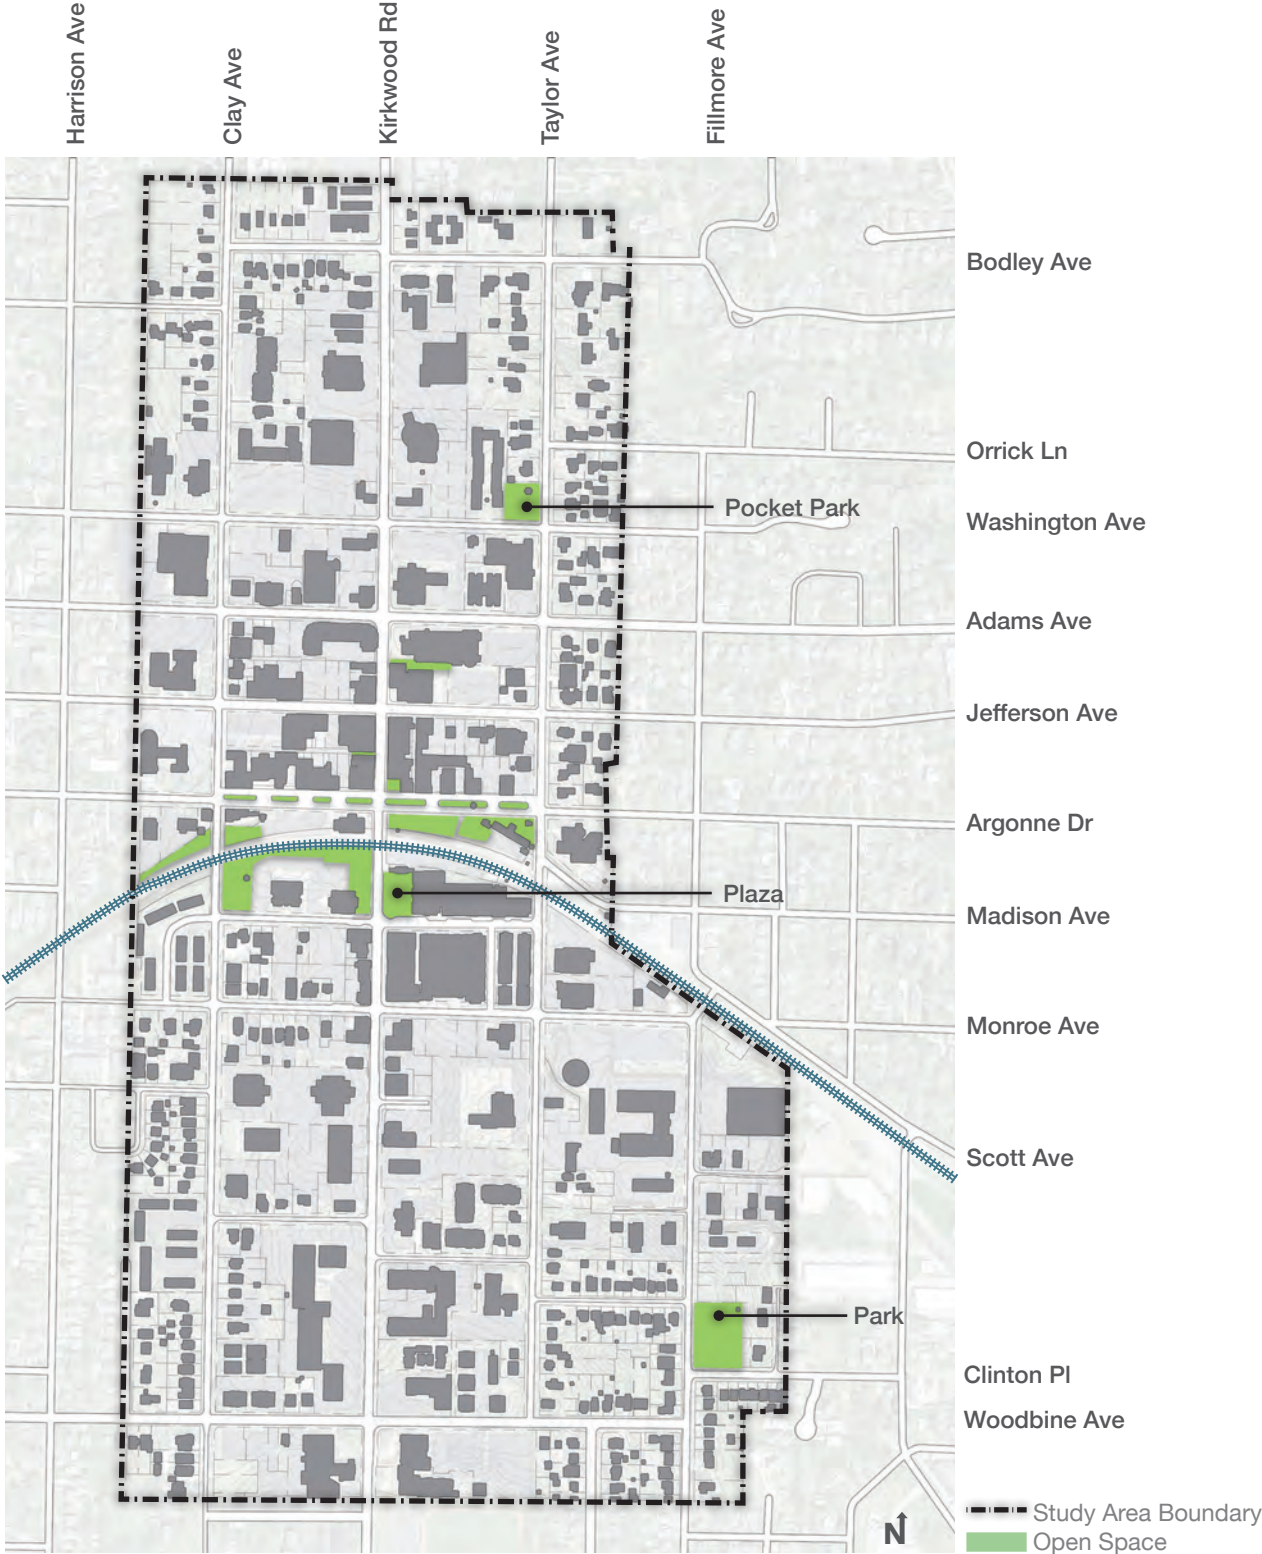 Harrison Ave
Clay Ave
Kirkwood Rd
Taylor Ave
Fillmore Ave
Bodley Ave
Orrick Ln
Pocket Park
Washington Ave
Adams Ave
Jefferson Ave
Argonne Dr
Plaza
Madison Ave
Monroe Ave
Scott Ave
Park
Clinton Pl
Woodbine Ave
Study Area Boundary
N
Open Space